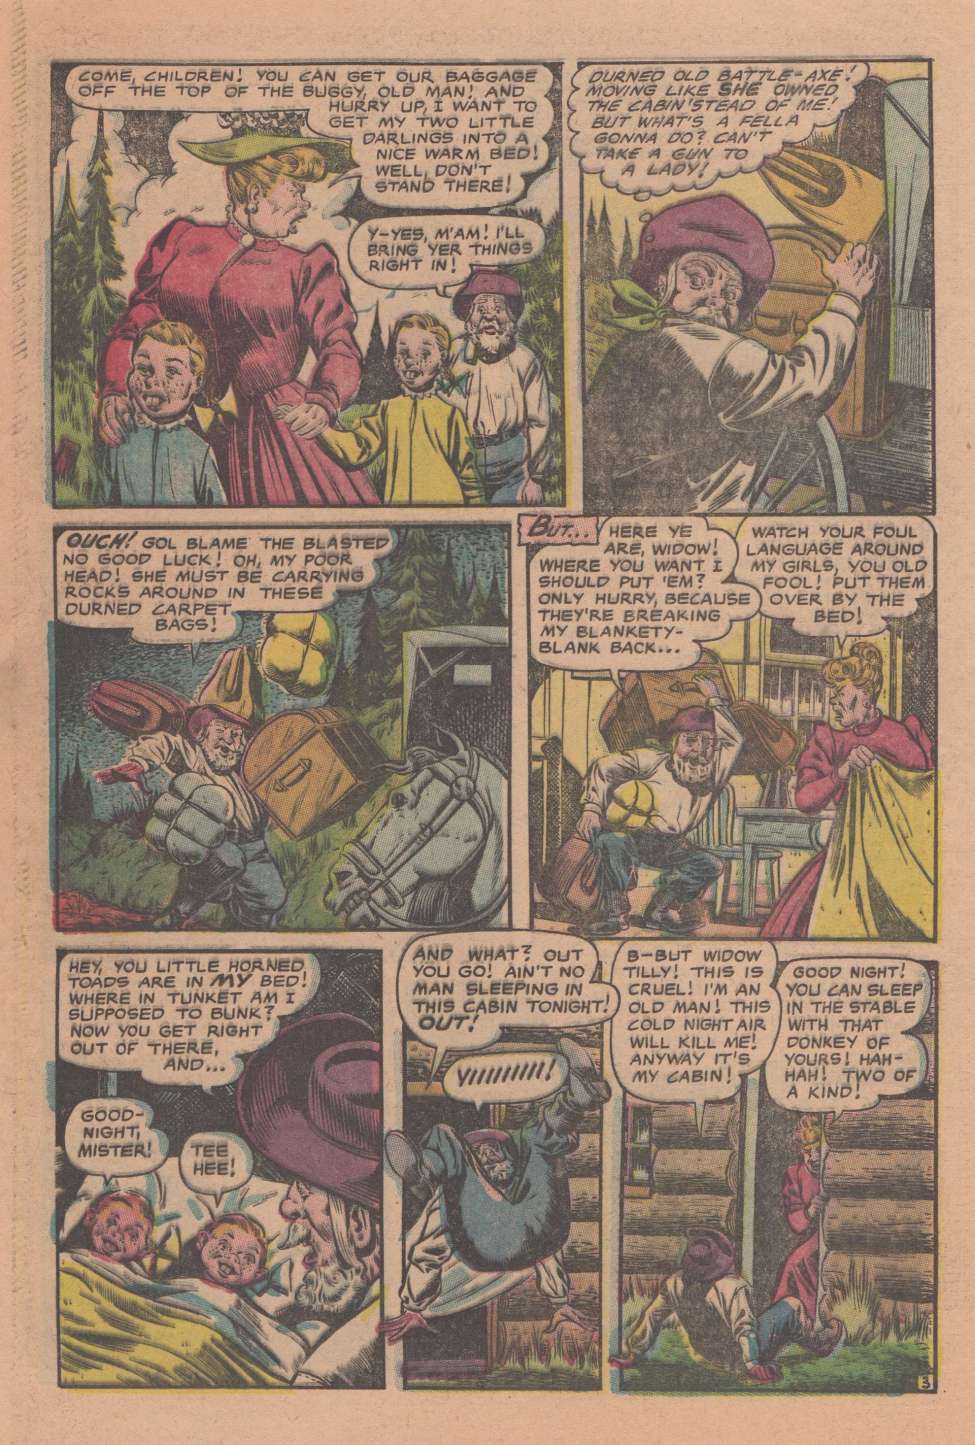 COME, CHILDREN! YOU CAN GET OUR BAGGAGE
OFF THE TOP OF THE BUGGY, OLD MAN! AND
HURRY UP, I WANT TO
GET MY TWO LITTLE
DARLINGS INTO A
NICE WARM BED!
WELL, DON'T
STAND THERE!
Y-YES, M'AM! I'LL
BRING YER THINGS
RIGHT IN!
DURNED OLD BATTLE-AXE!
MOVING LIKE SHE OWNED
THE CABIN 'STEAD OF ME!
BUT WHAT'S A FELLA
GONNA DO? CAN'T
TAKE A GUN TO
A LADY!
OUCH! GOL BLAME THE BLASTED
NO GOOD LUCK! OH, MY POOR
HEAD! SHE MUST BE CARRYING
ROCKS AROUND IN THESE
DURNED CARPET
BAGS!
BUT...
HERE YE
ARE, WIDOW!
WHERE YOU WANT I
SHOULD PUT 'EM?
ONLY HURRY, BECAUSE
THEY'RE BREAKING
MY BLANKETY-
BLANK BACK...
WATCH YOUR FOUL
LANGUAGE AROUND
MY GIRLS, YOU OLD
FOOL! PUT THEM
OVER BY THE
BED!
HEY, YOU LITTLE HORNED
TOADS ARE IN MY BED!
WHERE IN TUNKET AM I
SUPPOSED TO BUNK?
NOW YOU GET RIGHT
OUT OF THERE,
AND...
GOOD-
NIGHT,
MISTER!
TEE
HEE!
AND WHAT? OUT
YOU GO! AIN'T NO
MAN SLEEPING IN
THIS CABIN TONIGHT!
OUT!
YIIIIIIIII!
B-BUT WIDOW
TILLY! THIS IS
CRUEL! I'M AN
OLD MAN! THIS
COLD NIGHT AIR
WILL KILL ME!
ANYWAY IT'S
MY CABIN!
GOOD NIGHT!
YOU CAN SLEEP
IN THE STABLE
WITH THAT
DONKEY OF
YOURS! HAH-
HAH! TWO OF
A KIND!
3